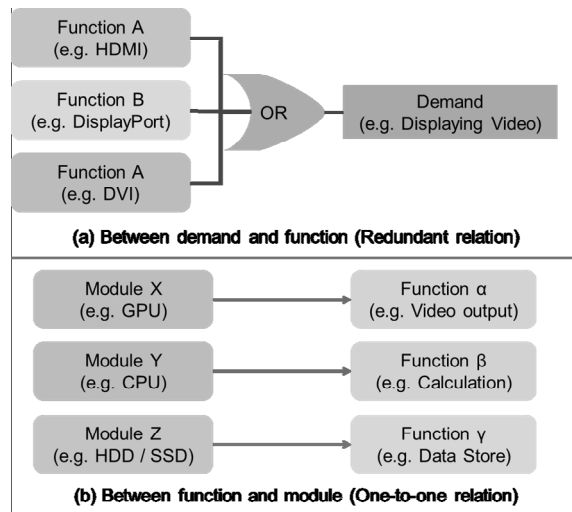 Function A
(e.g. HDMI)
Function B
(e.g. DisplayPort)
Function A
(e.g. DVI)
OR
Demand
(e.g. Displaying Video)
(a) Between demand and function (Redundant relation)
Module X
(e.g. GPU)
Function α
(e.g. Video output)
Module Y
(e.g. CPU)
Function β
(e.g. Calculation)
Module Z
(e.g. HDD / SSD)
Function γ
(e.g. Data Store)
(b) Between function and module (One-to-one relation)